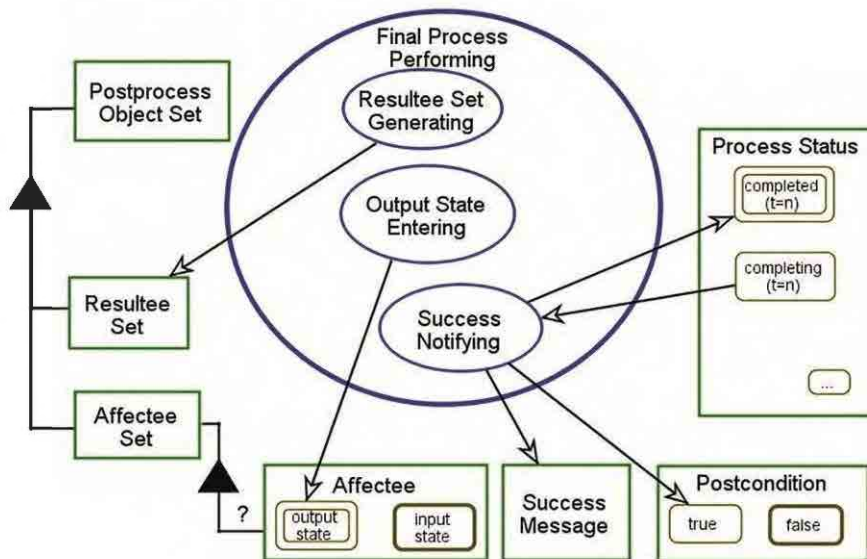 Final Process
Performing
Resultee Set
Generating
Output State
Entering
Success
Notifying
Postprocess
Object Set
Resultee
Set
Affectee
Set
?
Process Status
completed
(t=n)
completing
(t=n)
...
Affectee
output
state
input
state
Success
Message
Postcondition
true
false